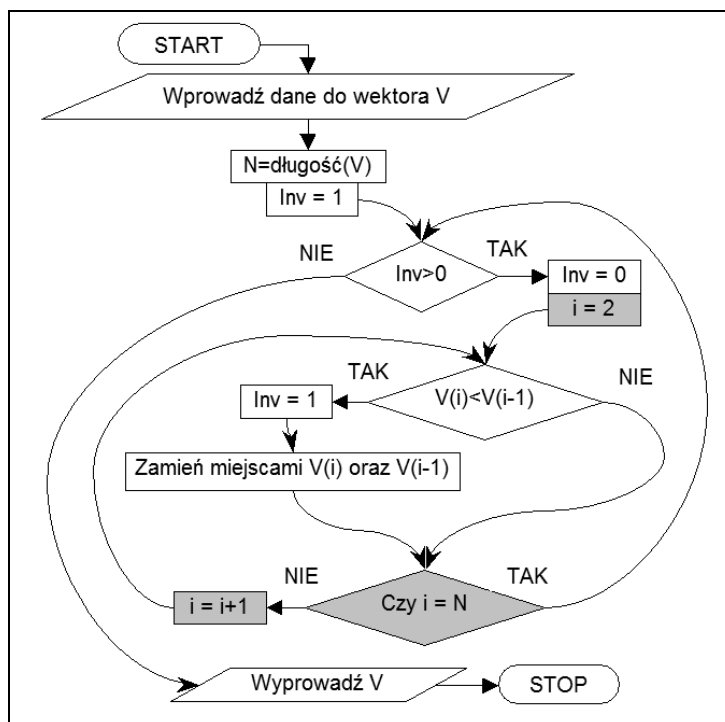 START
Wprowadź dane do wektora V
N=długość(V)
Inv = 1
NIE
TAK
Inv>0
Inv = 0
i = 2
TAK
NIE
V(i)<V(i-1)
Inv = 1
Zamień miejscami V(i) oraz V(i-1)
NIE
TAK
i = i+1
Czy i = N
Wyprowadź V
STOP